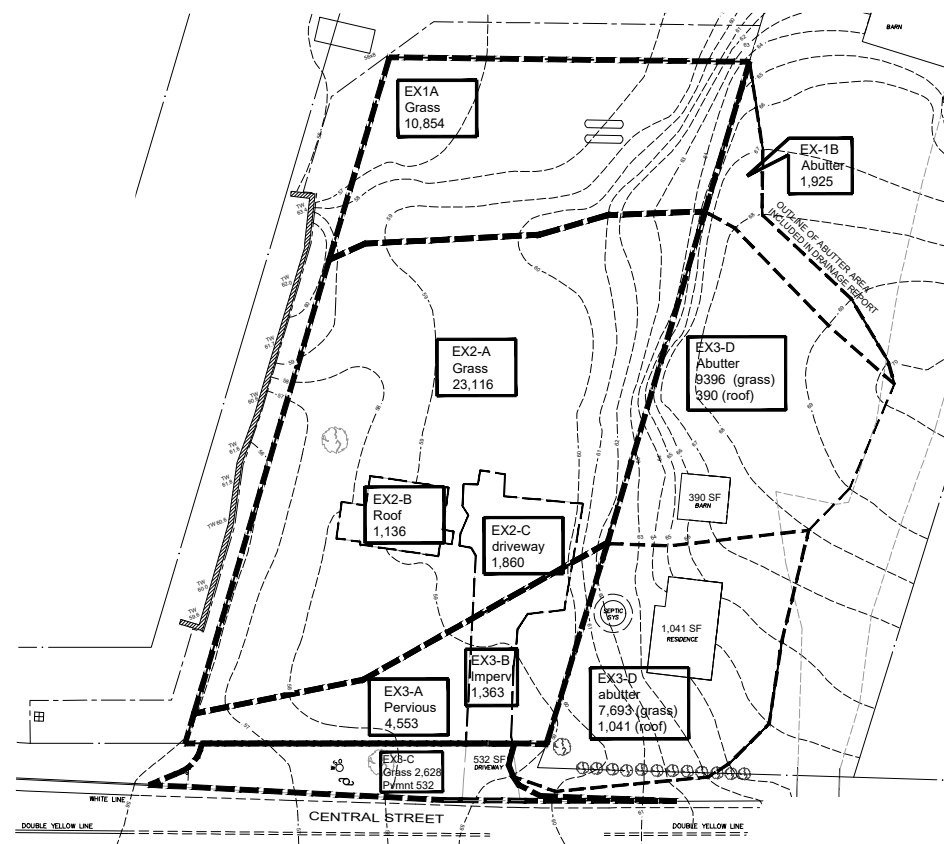 BARN
EX1A
Grass
10,854
EX-1B
Abutter
1,925
OUTLINE OF ABUTTER AREA
INCLUDED IN DRAINAGE REPORT
EX2-A
Grass
23,116
EX3-D
Abutter
9396 (grass)
390 (roof)
390 SF
BARN
EX2-B
Roof
1,136
EX2-C
driveway
1,860
SEPTIC
SYS
1,041 SF
RESIDENCE
EX3-B
Imperv
1,363
EX3-A
Pervious
4,553
EX3-D
abutter
7,693 (grass)
1,041 (roof)
EX3-C
Grass 2,628
Pvmnt 532
532 SF
DRIVEWAY
WHITE LINE
CENTRAL STREET
DOUBLE YELLOW LINE
DOUBLE YELLOW LINE